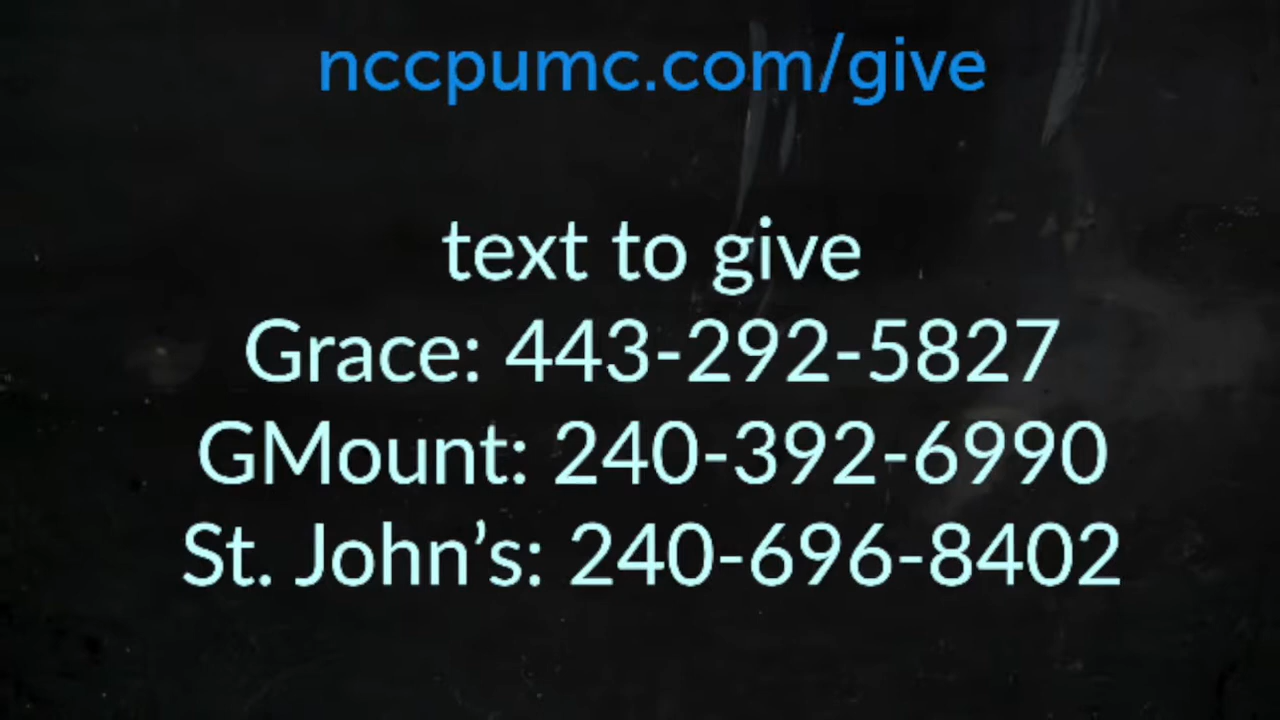 nccpumc.com/give
text to give
Grace: 443-292-5827
GMount: 240-392-6990
St. John’s: 240-696-8402